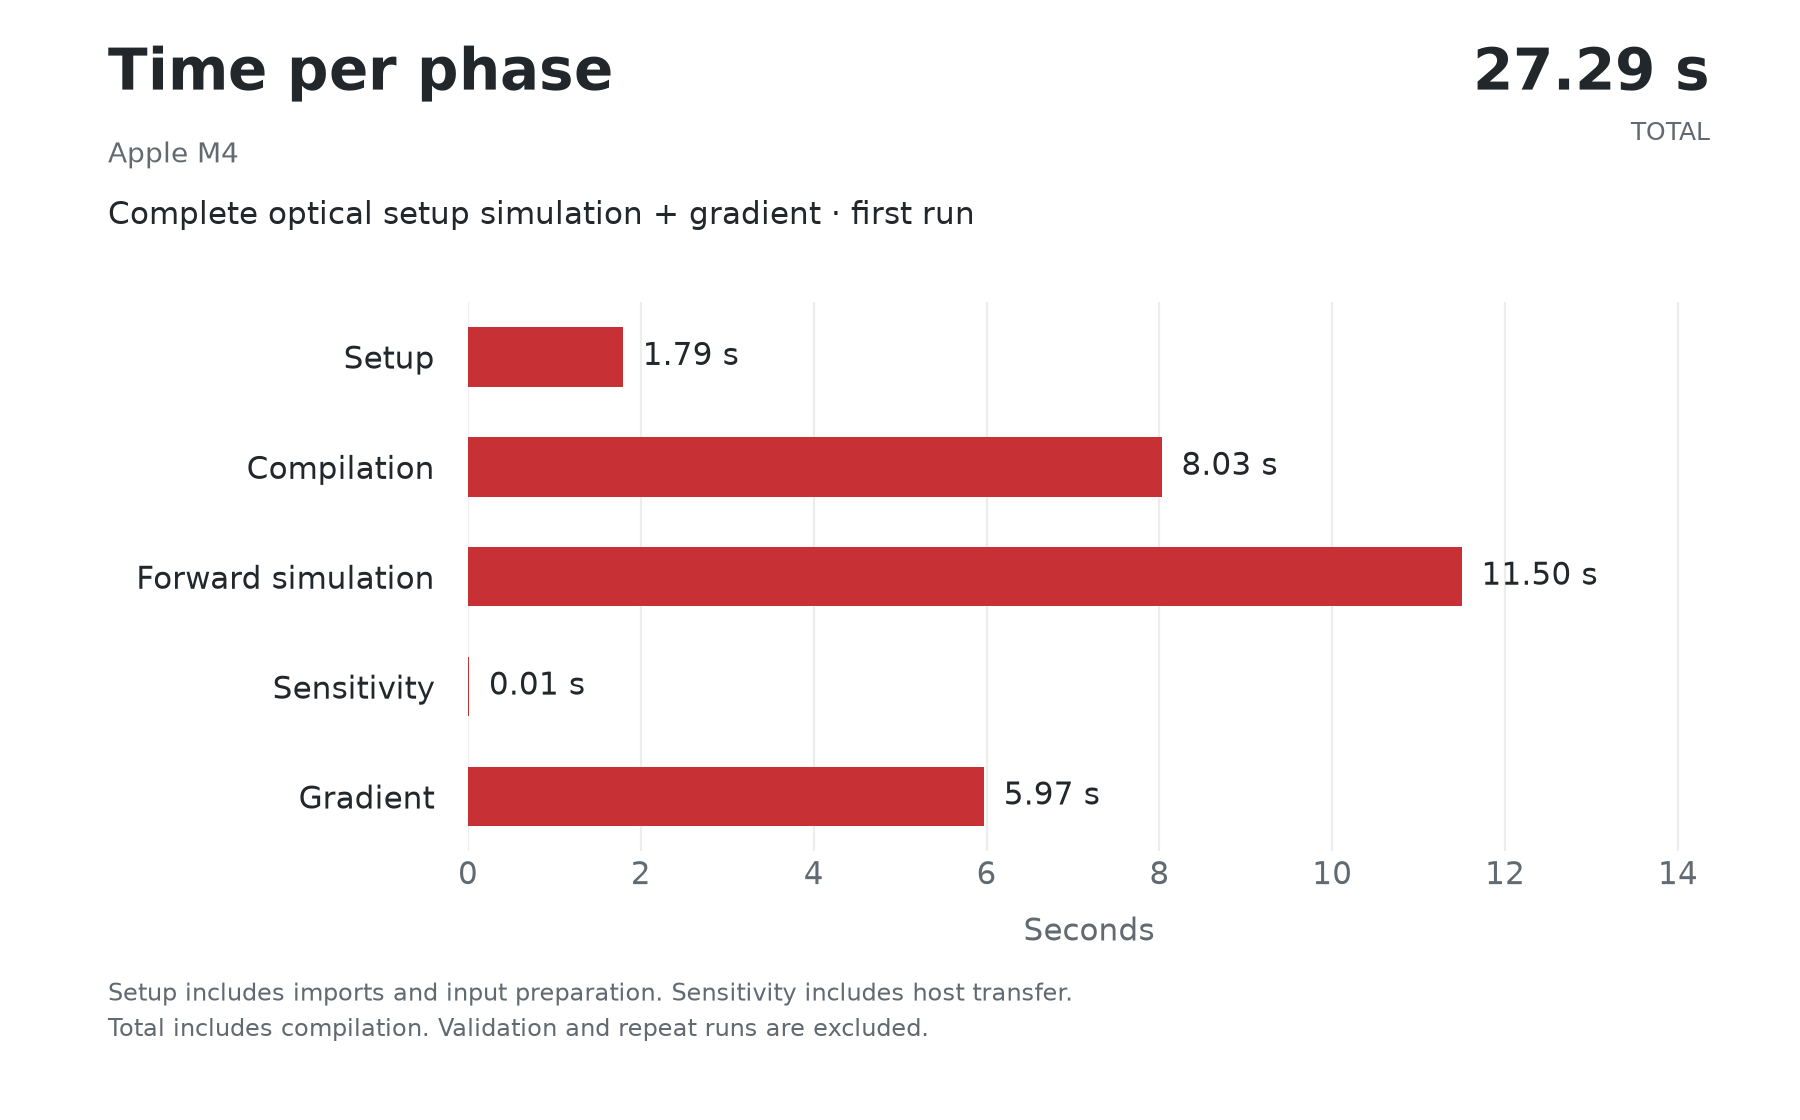 Time per phase
27.29 s
TOTAL
Apple M4
Complete optical setup simulation + gradient · first run
Setup
1.79 s
Compilation
8.03 s
Forward simulation
11.50 s
Sensitivity
0.01 s
Gradient
5.97 s
0 2 4 6 8 10 12 14
Seconds
Setup includes imports and input preparation. Sensitivity includes host transfer.
Total includes compilation. Validation and repeat runs are excluded.